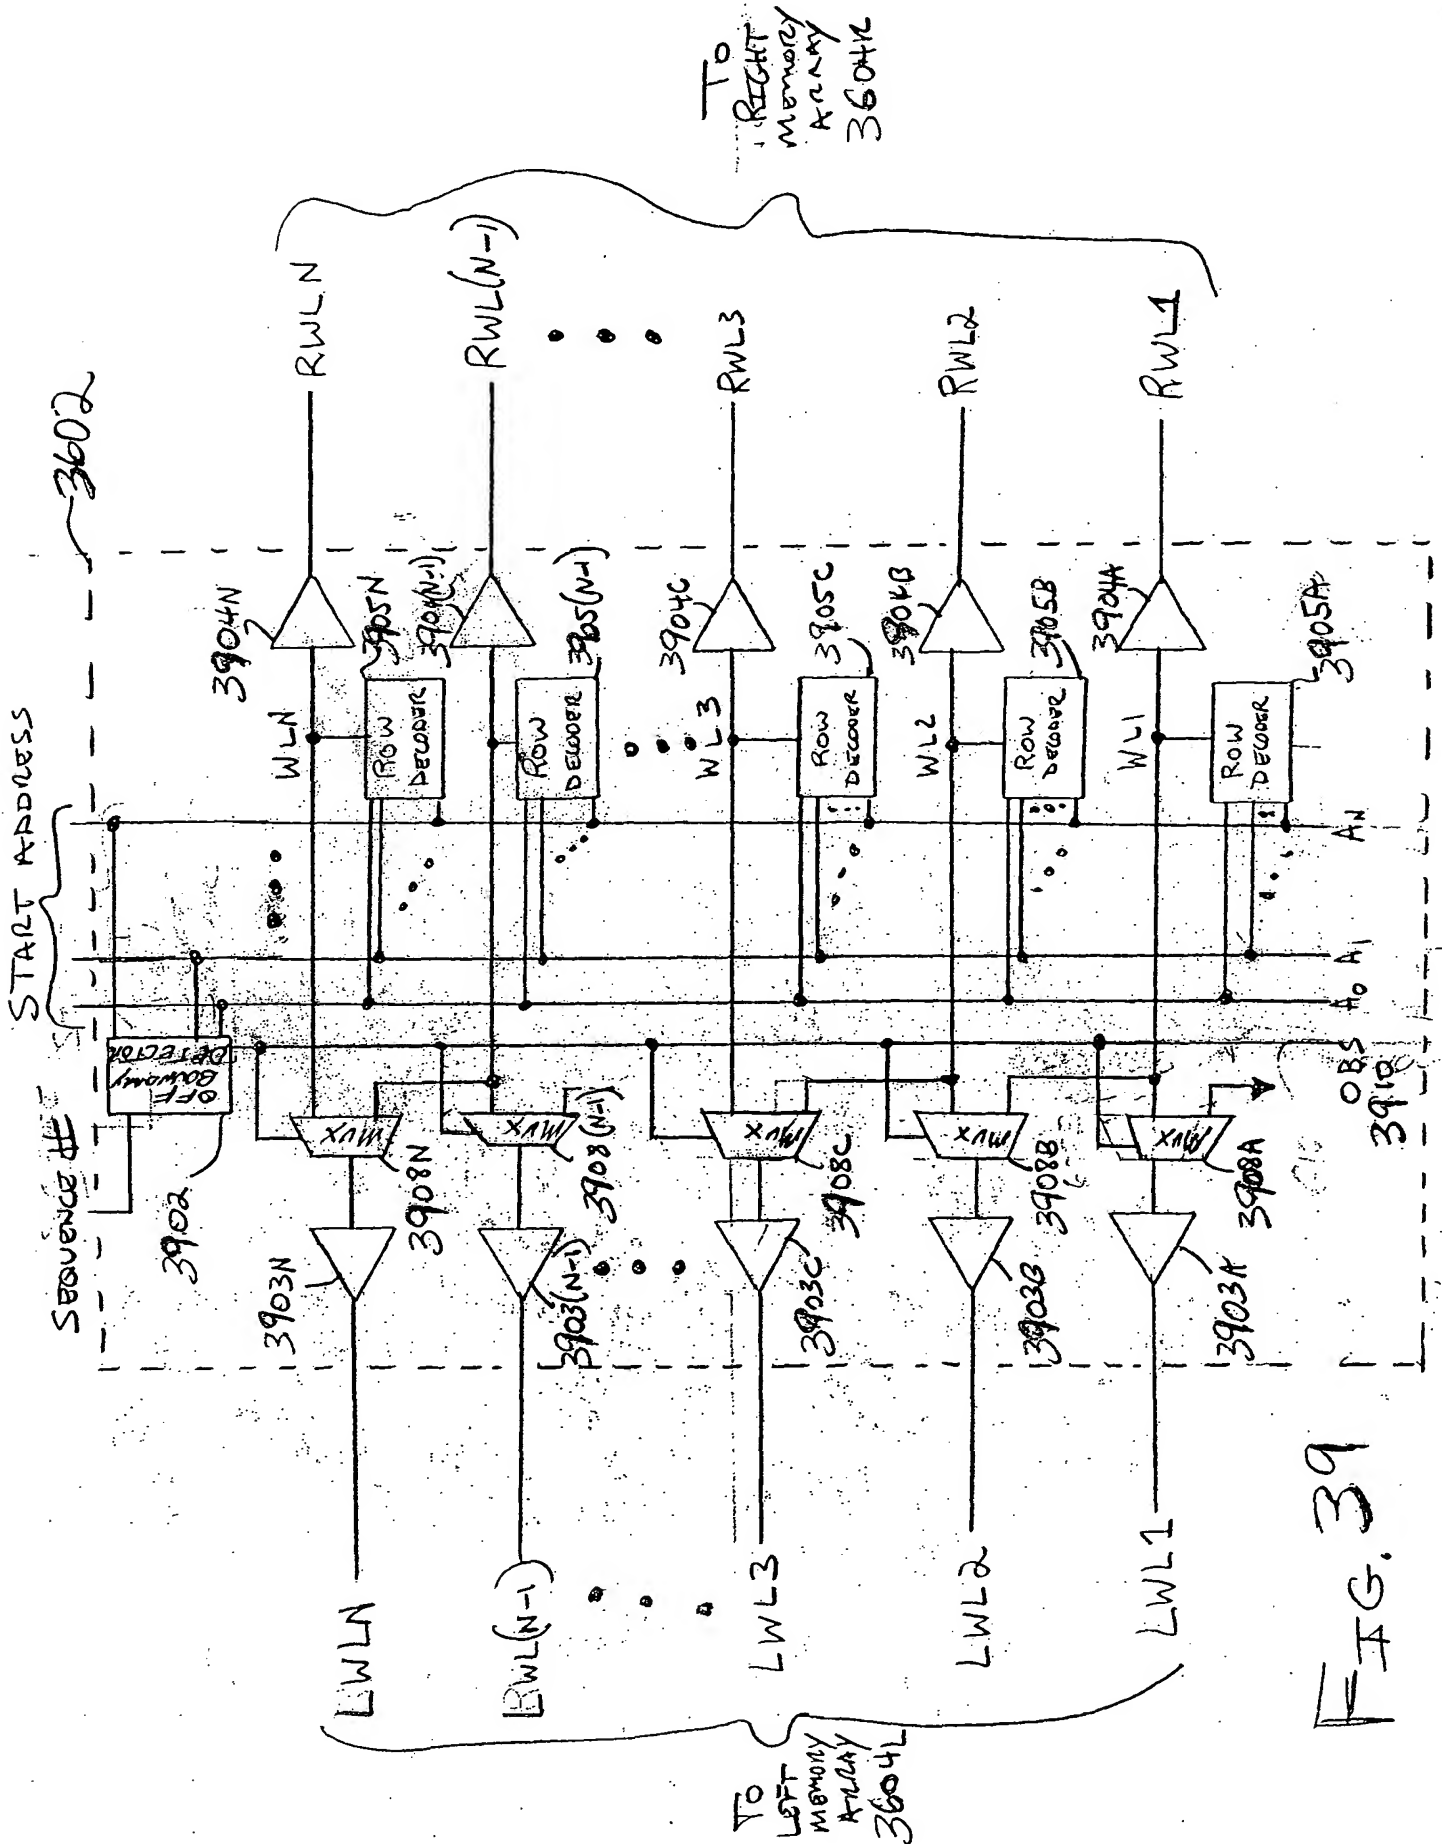 START ADDRESS
SEQUENCE #
3602
OFF
BOUNDARY
DETECTOR
3902
3904N
RWLN
WLN
3903N
LWLN
ROW
DECODER
3905N
MUX
3908N
3904(N-1)
RWL(N-1)
LWL(N-1)
3903(N-1)
MUX
3908(N-1)
ROW
DECODER
3905(N-1)
3904C
WL3
RWL3
TO
RIGHT
MEMORY
ARRAY
3604R
TO
LEFT
MEMORY
ARRAY
3604L
LWL3
3903C
MUX
3908C
ROW
DECODER
3905C
3904B
WL2
RWL2
LWL2
3903B
MUX
3908B
ROW
DECODER
3905B
3904A
WL1
RWL1
LWL1
3903A
MUX
3908A
ROW
DECODER
3905A
OBS
3910
A0
A1
AN
FIG. 39